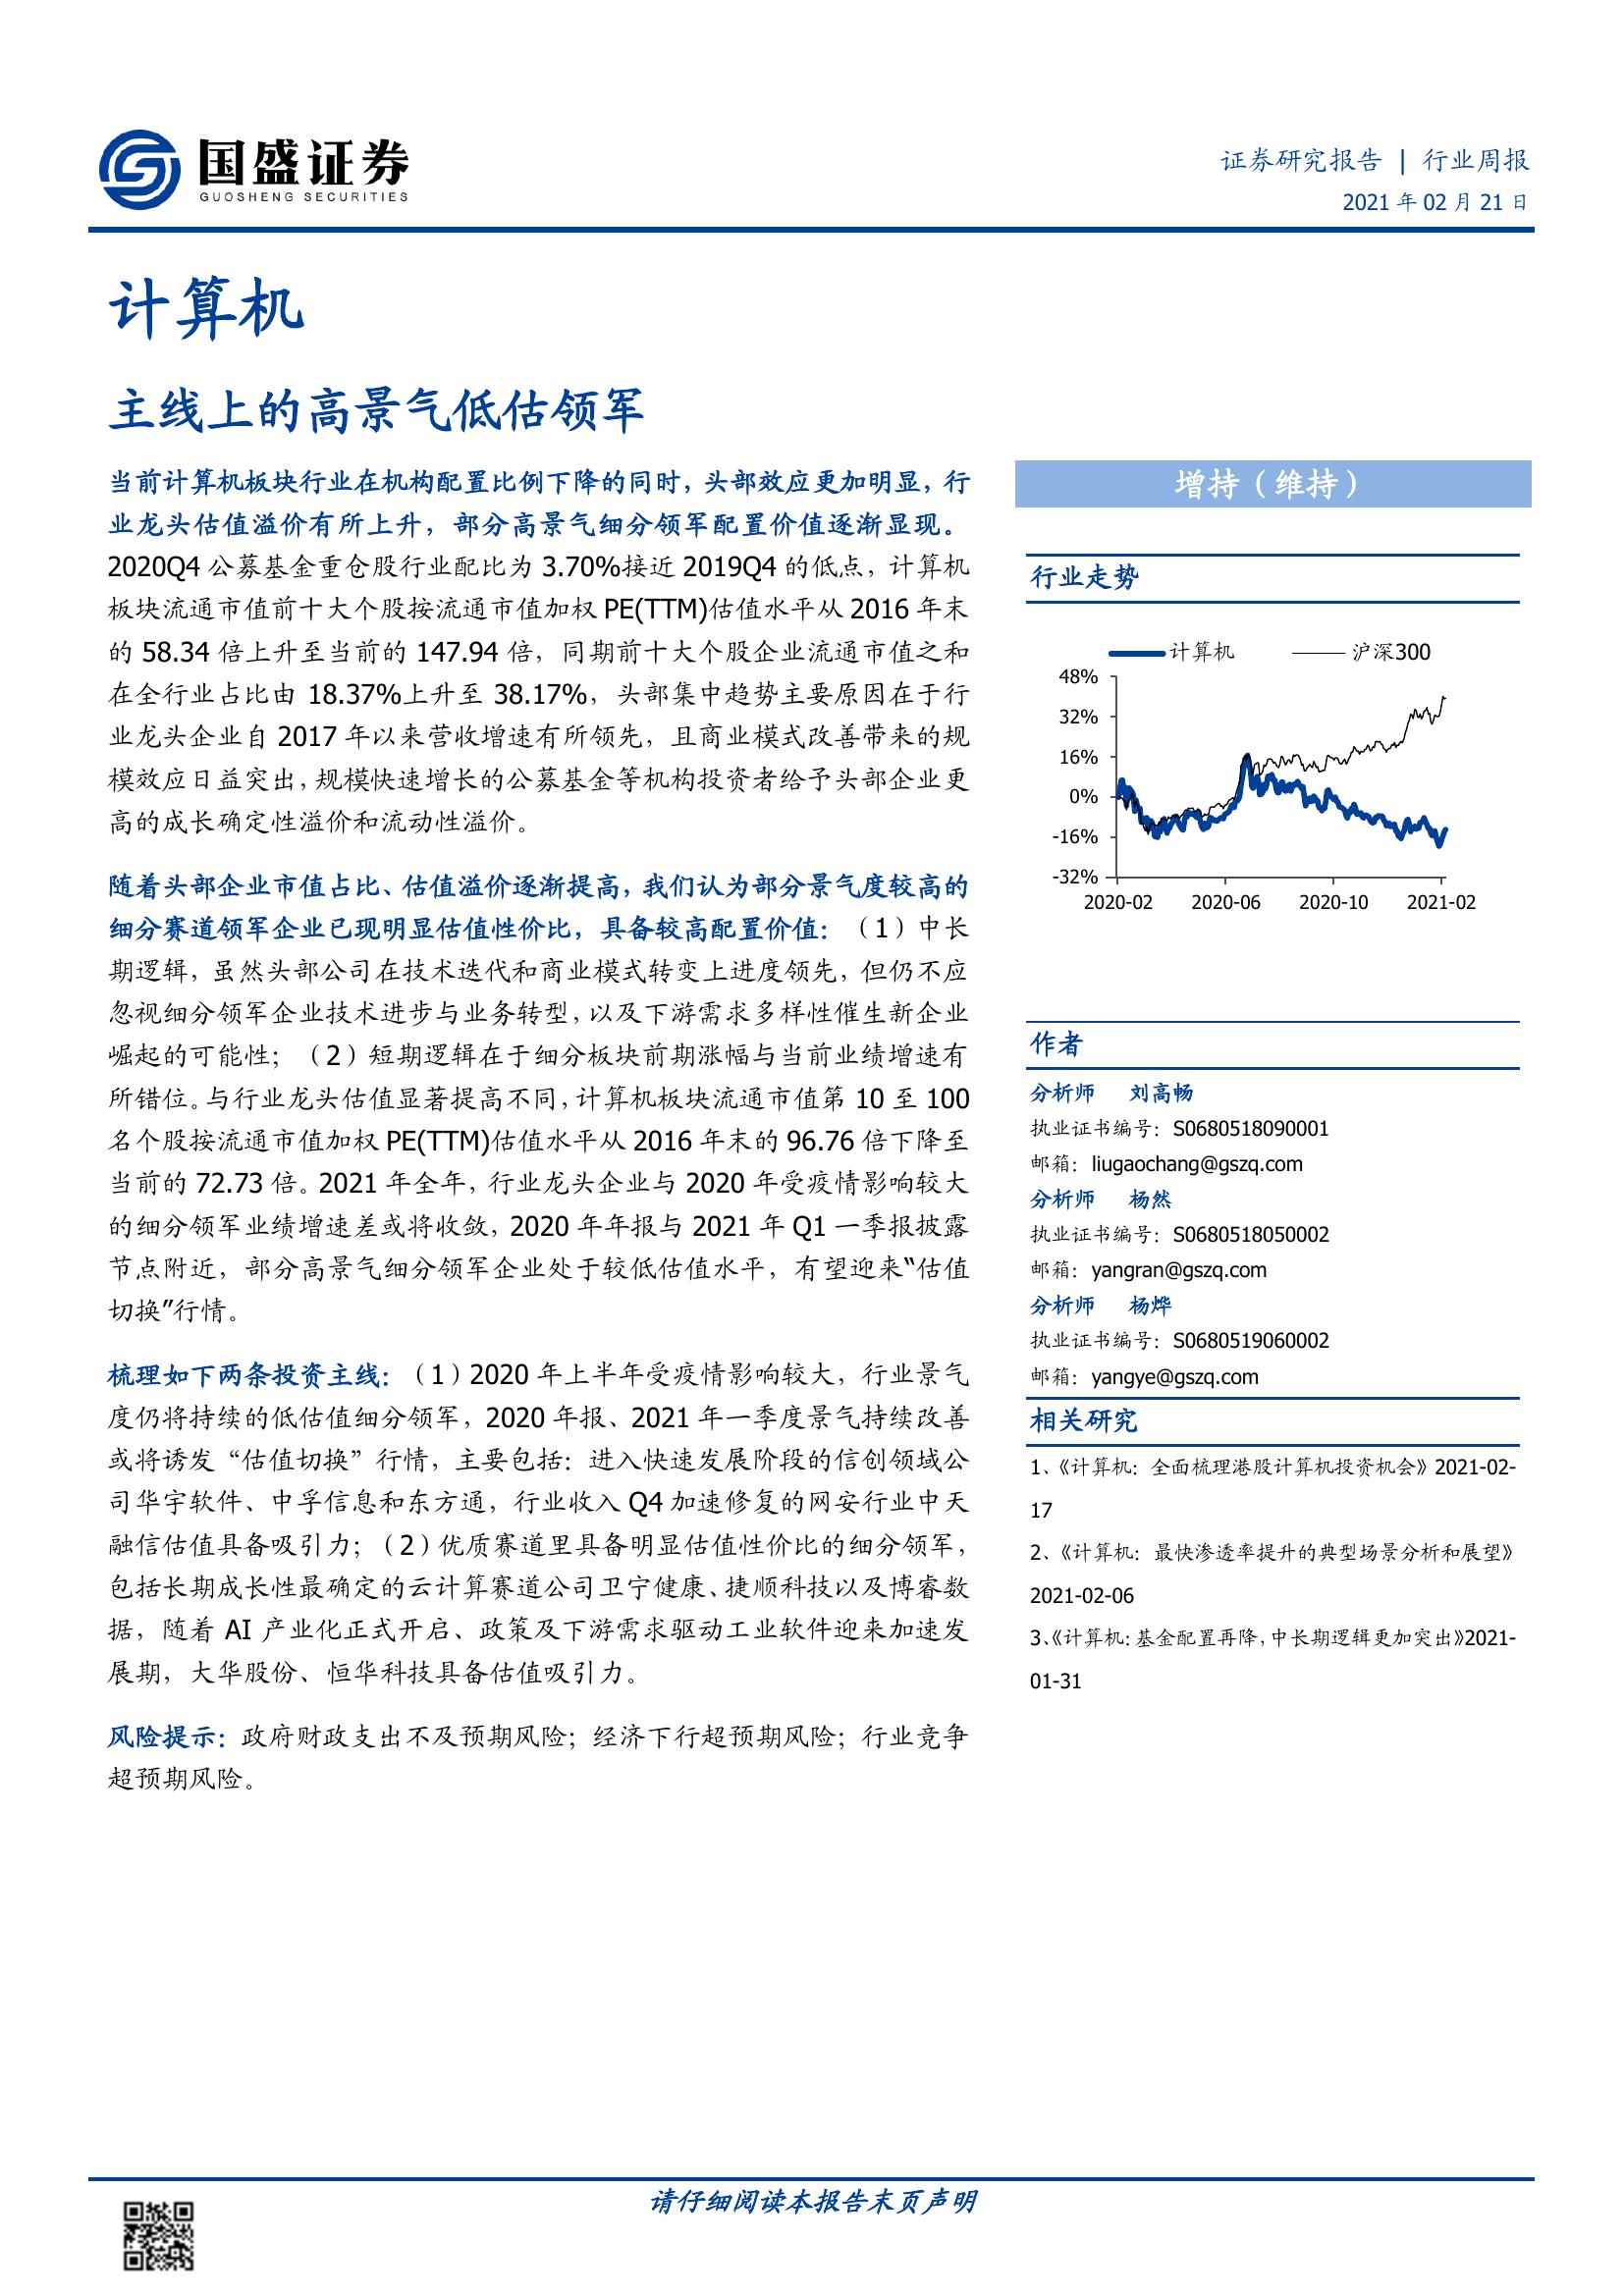 国盛证券
GUOSHENG SECURITIES
证券研究报告 | 行业周报
2021 年 02 月 21 日
计算机
主线上的高景气低估领军
当前计算机板块行业在机构配置比例下降的同时，头部效应更加明显，行
业龙头估值溢价有所上升，部分高景气细分领军配置价值逐渐显现。
2020Q4 公募基金重仓股行业配比为 3.70%接近 2019Q4 的低点，计算机
板块流通市值前十大个股按流通市值加权 PE(TTM)估值水平从 2016 年末
的 58.34 倍上升至当前的 147.94 倍，同期前十大个股企业流通市值之和
在全行业占比由 18.37%上升至 38.17%，头部集中趋势主要原因在于行
业龙头企业自 2017 年以来营收增速有所领先，且商业模式改善带来的规
模效应日益突出，规模快速增长的公募基金等机构投资者给予头部企业更
高的成长确定性溢价和流动性溢价。
随着头部企业市值占比、估值溢价逐渐提高，我们认为部分景气度较高的
细分赛道领军企业已现明显估值性价比，具备较高配置价值：（1）中长
期逻辑，虽然头部公司在技术迭代和商业模式转变上进度领先，但仍不应
忽视细分领军企业技术进步与业务转型，以及下游需求多样性催生新企业
崛起的可能性；（2）短期逻辑在于细分板块前期涨幅与当前业绩增速有
所错位。与行业龙头估值显著提高不同，计算机板块流通市值第 10 至 100
名个股按流通市值加权 PE(TTM)估值水平从 2016 年末的 96.76 倍下降至
当前的 72.73 倍。2021 年全年，行业龙头企业与 2020 年受疫情影响较大
的细分领军业绩增速差或将收敛，2020 年年报与 2021 年 Q1 一季报披露
节点附近，部分高景气细分领军企业处于较低估值水平，有望迎来“估值
切换”行情。
梳理如下两条投资主线：（1）2020 年上半年受疫情影响较大，行业景气
度仍将持续的低估值细分领军，2020 年报、2021 年一季度景气持续改善
或将诱发“估值切换”行情，主要包括：进入快速发展阶段的信创领域公
司华宇软件、中孚信息和东方通，行业收入 Q4 加速修复的网安行业中天
融信估值具备吸引力；（2）优质赛道里具备明显估值性价比的细分领军，
包括长期成长性最确定的云计算赛道公司卫宁健康、捷顺科技以及博睿数
据，随着 AI 产业化正式开启、政策及下游需求驱动工业软件迎来加速发
展期，大华股份、恒华科技具备估值吸引力。
风险提示：政府财政支出不及预期风险；经济下行超预期风险；行业竞争
超预期风险。
增持（维持）
行业走势
计算机 沪深300
48%
32%
16%
0%
-16%
-32%
2020-02 2020-06 2020-10 2021-02
作者
分析师 刘高畅
执业证书编号：S0680518090001
邮箱：liugaochang@gszq.com
分析师 杨然
执业证书编号：S0680518050002
邮箱：yangran@gszq.com
分析师 杨烨
执业证书编号：S0680519060002
邮箱：yangye@gszq.com
相关研究
1、《计算机：全面梳理港股计算机投资机会》2021-02-
17
2、《计算机：最快渗透率提升的典型场景分析和展望》
2021-02-06
3、《计算机：基金配置再降，中长期逻辑更加突出》2021-
01-31
请仔细阅读本报告末页声明